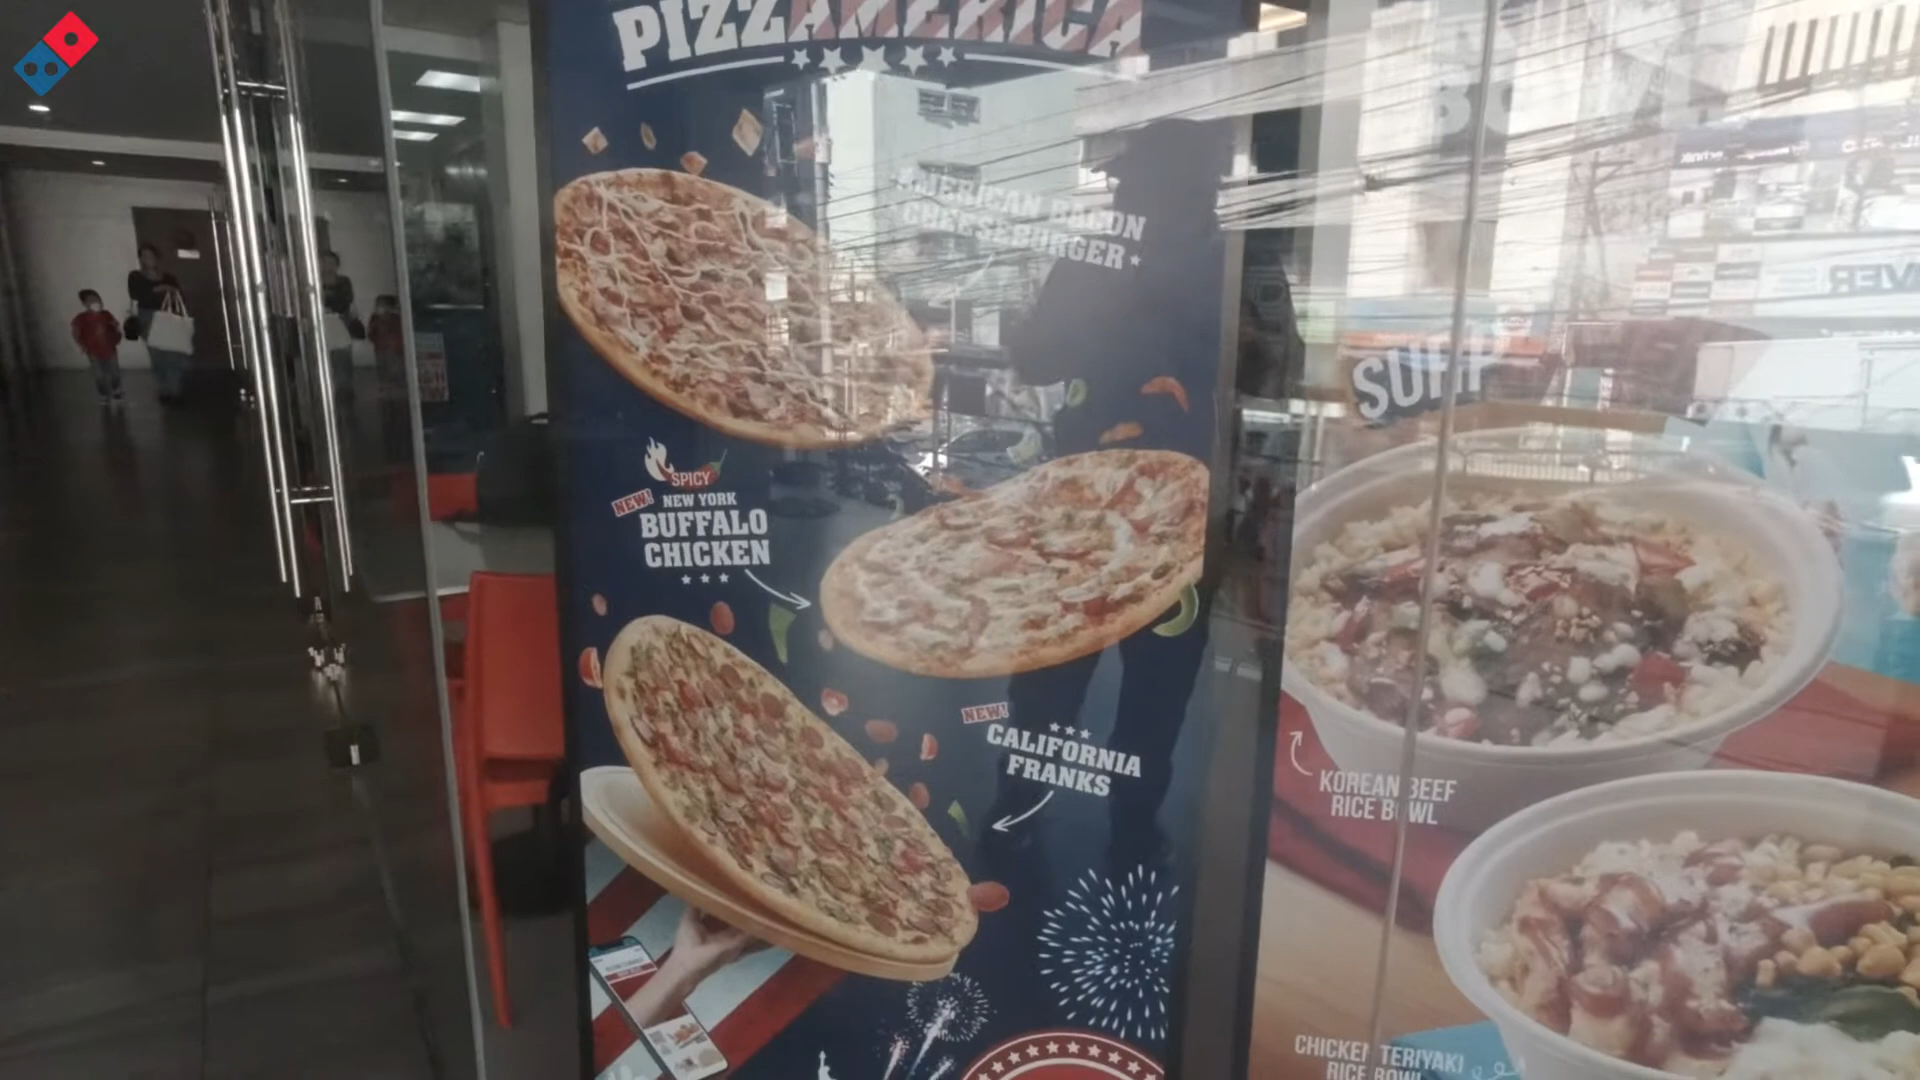 PIZZAMERICA
AMERICAN BACON
CHEESEBURGER
SPICY
NEW!
NEW YORK
BUFFALO
CHICKEN
NEW!
CALIFORNIA
FRANKS
KOREAN BEEF
RICE BOWL
CHICKEN TERIYAKI
RICE BOWL